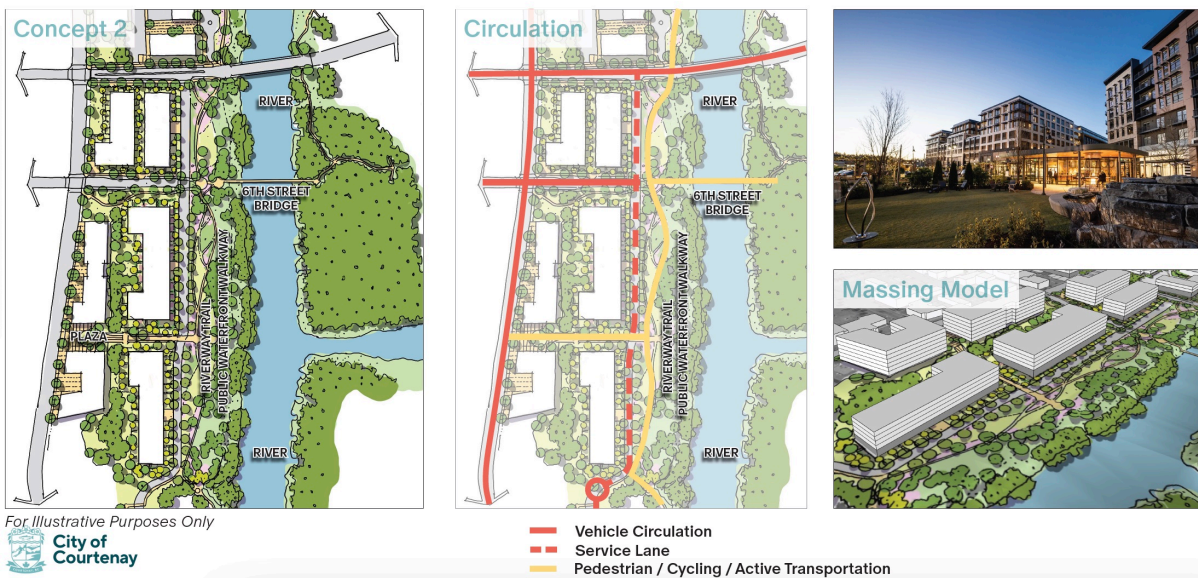 Concept 2
RIVER
6TH STREET
BRIDGE
PLAZA
RIVERWAY TRAIL
PUBLIC WATERFRONT WALKWAY
RIVER
Circulation
RIVER
6TH STREET
BRIDGE
RIVERWAY TRAIL
PUBLIC WATERFRONT WALKWAY
RIVER
Massing Model
For Illustrative Purposes Only
City of
Courtenay
Vehicle Circulation
Service Lane
Pedestrian / Cycling / Active Transportation